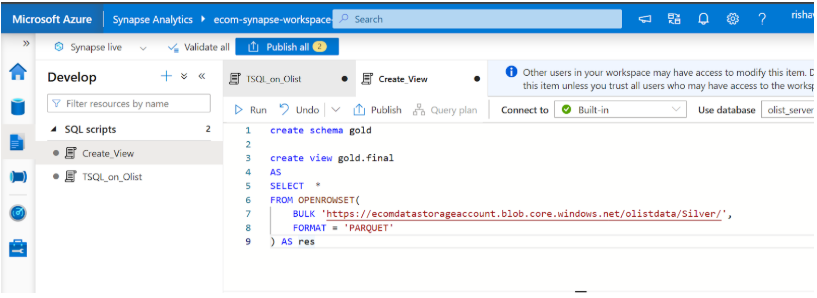 Microsoft Azure Synapse Analytics ecom-synapse-workspace- Search risha
Synapse live Validate all Publish all 2
Develop
Filter resources by name
SQL scripts 2
Create_View
TSQL_on_Olist
TSQL_on_Olist Create_View
Other users in your workspace may have access to modify this item. D
this item unless you trust all users who may have access to the worksp
Run Undo Publish Query plan Connect to Built-in Use database olist_server
1 create schema gold
2
3 create view gold.final
4 AS
5 SELECT *
6 FROM OPENROWSET(
7 BULK 'https://ecomdatastorageaccount.blob.core.windows.net/olistdata/Silver/',
8 FORMAT = 'PARQUET'
9 ) AS res